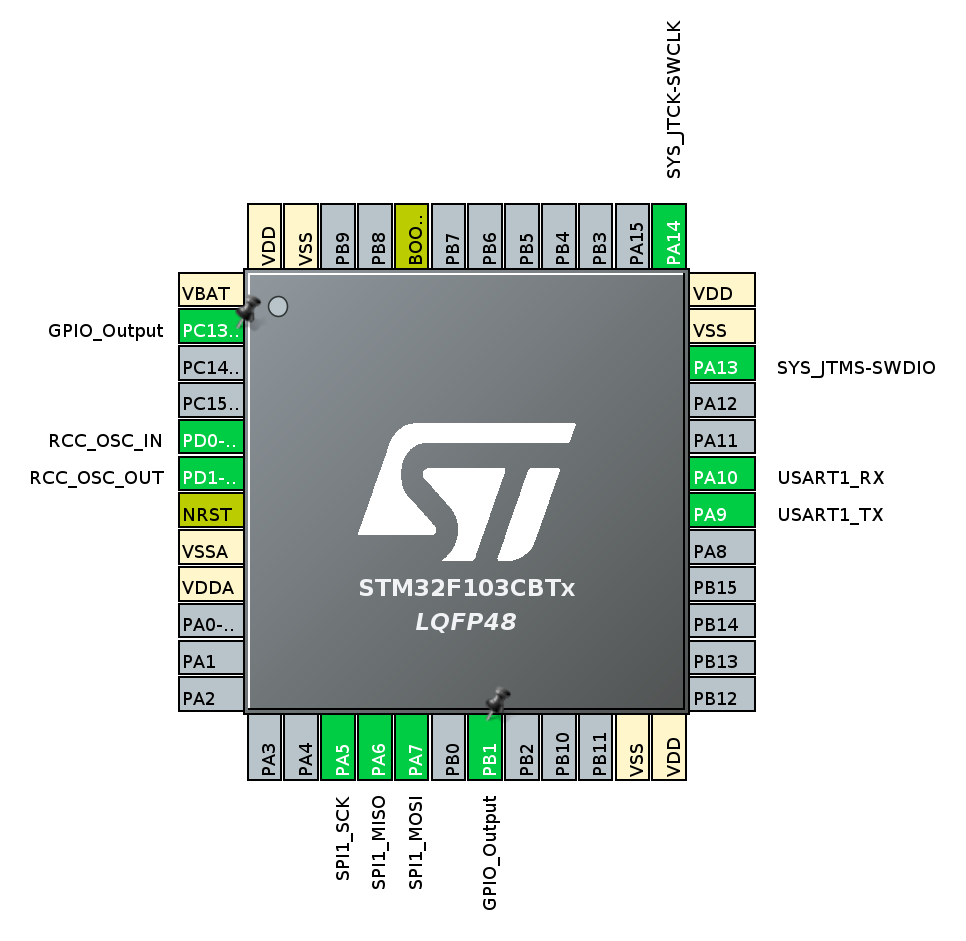 SYS_JTCK-SWCLK
VDD
VSS
PB9
PB8
BOO..
PB7
PB6
PB5
PB4
PB3
PA15
PA14
VBAT
GPIO_Output PC13..
PC14..
PC15..
RCC_OSC_IN PD0-..
RCC_OSC_OUT PD1-..
NRST
VSSA
VDDA
PA0-..
PA1
PA2
ST
STM32F103CBTx
LQFP48
VDD
VSS
PA13 SYS_JTMS-SWDIO
PA12
PA11
PA10 USART1_RX
PA9 USART1_TX
PA8
PB15
PB14
PB13
PB12
PA3
PA4
PA5
PA6
PA7
PB0
PB1
PB2
PB10
PB11
VSS
VDD
SPI1_SCK
SPI1_MISO
SPI1_MOSI
GPIO_Output